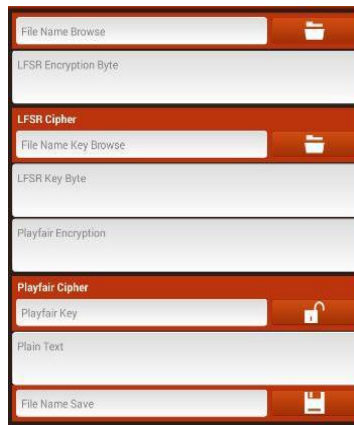 File Name Browse
LFSR Encryption Byte
LFSR Cipher
File Name Key Browse
LFSR Key Byte
Playfair Encryption
Playfair Cipher
Playfair Key
Plain Text
File Name Save